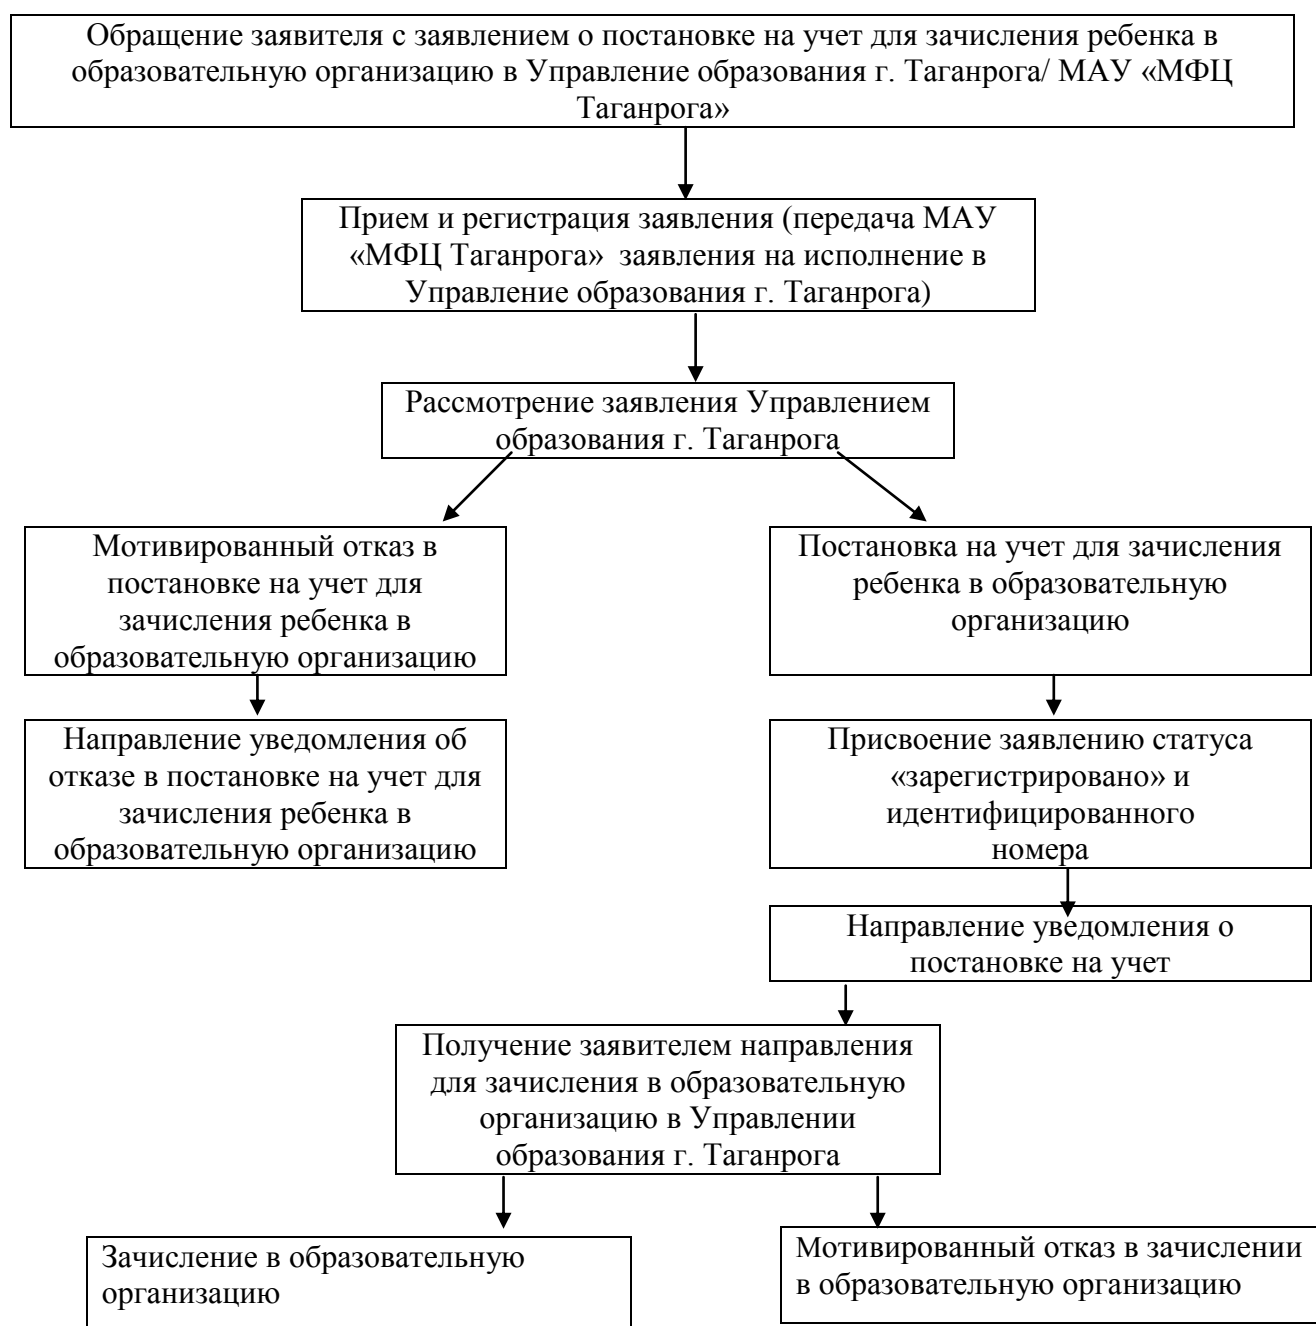 Обращение заявителя с заявлением о постановке на учет для зачисления ребенка в
образовательную организацию в Управление образования г. Таганрога/ МАУ «МФЦ
Таганрога»
Прием и регистрация заявления (передача МАУ
«МФЦ Таганрога» заявления на исполнение в
Управление образования г. Таганрога)
Рассмотрение заявления Управлением
образования г. Таганрога
Мотивированный отказ в
постановке на учет для
зачисления ребенка в
образовательную организацию
Постановка на учет для зачисления
ребенка в образовательную
организацию
Направление уведомления об
отказе в постановке на учет для
зачисления ребенка в
образовательную организацию
Присвоение заявлению статуса
«зарегистрировано» и
идентифицированного
номера
Направление уведомления о
постановке на учет
Получение заявителем направления
для зачисления в образовательную
организацию в Управлении
образования г. Таганрога
Зачисление в образовательную
организацию
Мотивированный отказ в зачислении
в образовательную организацию